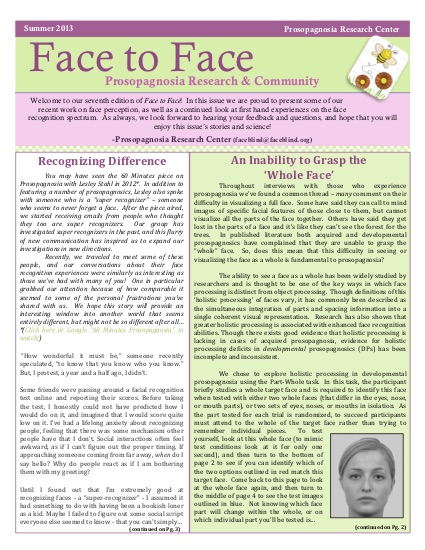 Summer 2013
Prosopagnosia Research Center
Face to Face
Prosopagnosia Research & Community
Welcome to our seventh edition of Face to Face! In this issue we are proud to present some of our
recent work on face perception, as well as a continued look at first hand experiences on the face
recognition spectrum. As always, we look forward to hearing your feedback and questions, and hope that you will
enjoy this issue's stories and science!
-Prosopagnosia Research Center (faceblind@faceblind.org)
Recognizing Difference
You may have seen the 60 Minutes piece on
Prosopagnosia with Lesley Stahl in 2012*. In addition to
featuring a number of prosopagnosics, Lesley also spoke
with someone who is a "super recognizer" – someone
who seems to never forget a face. After the piece aired,
we started receiving emails from people who thought
they too are super recognizers. Our group has
investigated super recognizers in the past, and this flurry
of new communication has inspired us to expand our
investigations in new directions.
Recently, we traveled to meet some of these
people, and our conversations about their face
recognition experiences were similarly as interesting as
those we've had with many of you! One in particular
grabbed our attention because of how comparable it
seemed to some of the personal frustrations you've
shared with us. We hope this story will provide an
interesting window into another world that seems
entirely different, but might not be so different after all...
*(Click here or Google "60 Minutes Prosopagnosia" to
watch!)
"How wonderful it must be," someone recently
speculated, "to know that you know who you know."
But, I protest, a year and a half ago, I didn't.
Some friends were passing around a facial recognition
test online and reporting their scores. Before taking
the test, I honestly could not have predicted how I
would do on it, and imagined that I would score quite
low on it. I've had a lifelong anxiety about recognizing
people, feeling that there was some mechanism other
people have that I don't. Social interactions often feel
awkward, as if I can't figure out the proper timing. If
approaching someone coming from far away, when do I
say hello? Why do people react as if I am bothering
them with my greeting?
Until I found out that I'm extremely good at
recognizing faces - a "super-recognizer" - I assumed it
had something to do with having been a bookish loner
as a kid. Maybe I failed to figure out some social script
everyone else seemed to know - that you can't simply...
(continued on Pg. 3)
An Inability to Grasp the
'Whole Face'
Throughout interviews with those who experience
prosopagnosia we've found a common thread – many comment on their
difficulty in visualizing a full face. Some have said they can call to mind
images of specific facial features of those close to them, but cannot
visualize all the parts of the face together. Others have said they get
lost in the parts of a face and it's like they can't see the forest for the
trees. In published literature both acquired and developmental
prosopagnosics have complained that they are unable to grasp the
"whole" face. So, does this mean that this difficulty in seeing or
visualizing the face as a whole is fundamental to prosopagnosia?
The ability to see a face as a whole has been widely studied by
researchers and is thought to be one of the key ways in which face
processing is distinct from object processing. Though definitions of this
'holistic processing' of faces vary, it has commonly been described as
the simultaneous integration of parts and spacing information into a
single coherent visual representation. Research has also shown that
greater holistic processing is associated with enhanced face recognition
abilities. Though there exists good evidence that holistic processing is
lacking in cases of acquired prosopagnosia, evidence for holistic
processing deficits in developmental prosopagnosics (DPs) has been
incomplete and inconsistent.
We chose to explore holistic processing in developmental
prosopagnosia using the Part-Whole task. In this task, the participant
briefly studies a whole target face and is required to identify this face
when tested with either two whole faces (that differ in the eyes, nose,
or mouth parts), or two sets of eyes, noses, or mouths in isolation. As
the part tested for each trial is randomized, to succeed participants
must attend to the whole of the target face rather than trying to
remember individual pieces. To test
yourself, look at this whole face (to mimic
test conditions look for only one
second), and then turn to the bottom of
page 2 to see if you can identify which of
the two options outlined in red match this
target face. Come back to this page to look
at the whole face again, and then turn to
the middle of page 4 to see the test images
outlined in blue. Not knowing which face
part will change within the whole, or on
which individual part you'll be tested is...
(continued on Pg. 2)